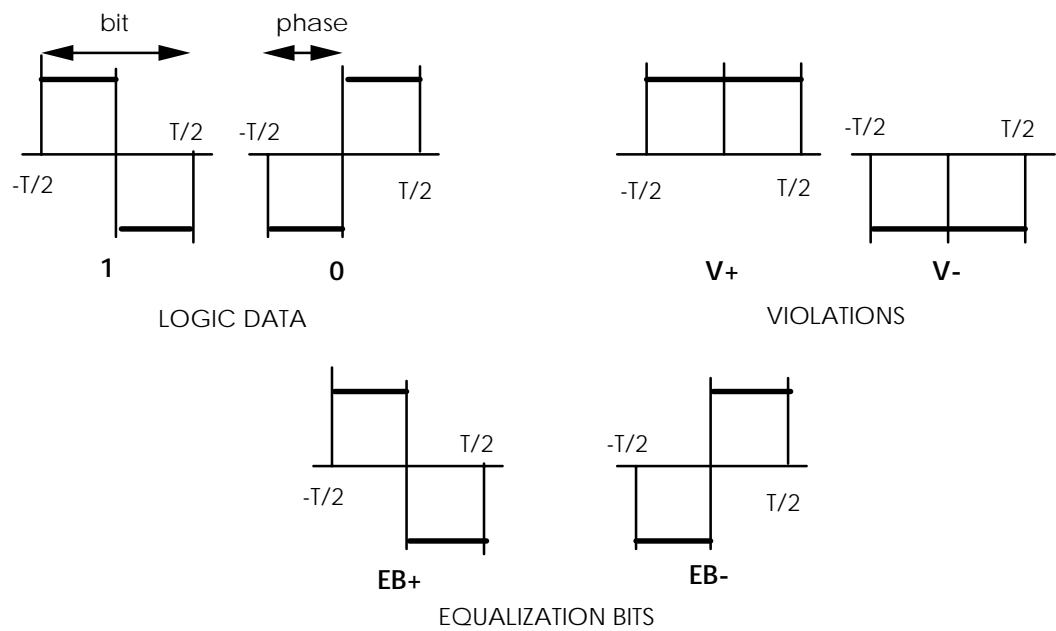 bit
phase
-T/2
T/2
-T/2
T/2
1
0
LOGIC DATA
-T/2
T/2
-T/2
T/2
V+
V-
VIOLATIONS
-T/2
T/2
EB+
-T/2
T/2
EB-
EQUALIZATION BITS